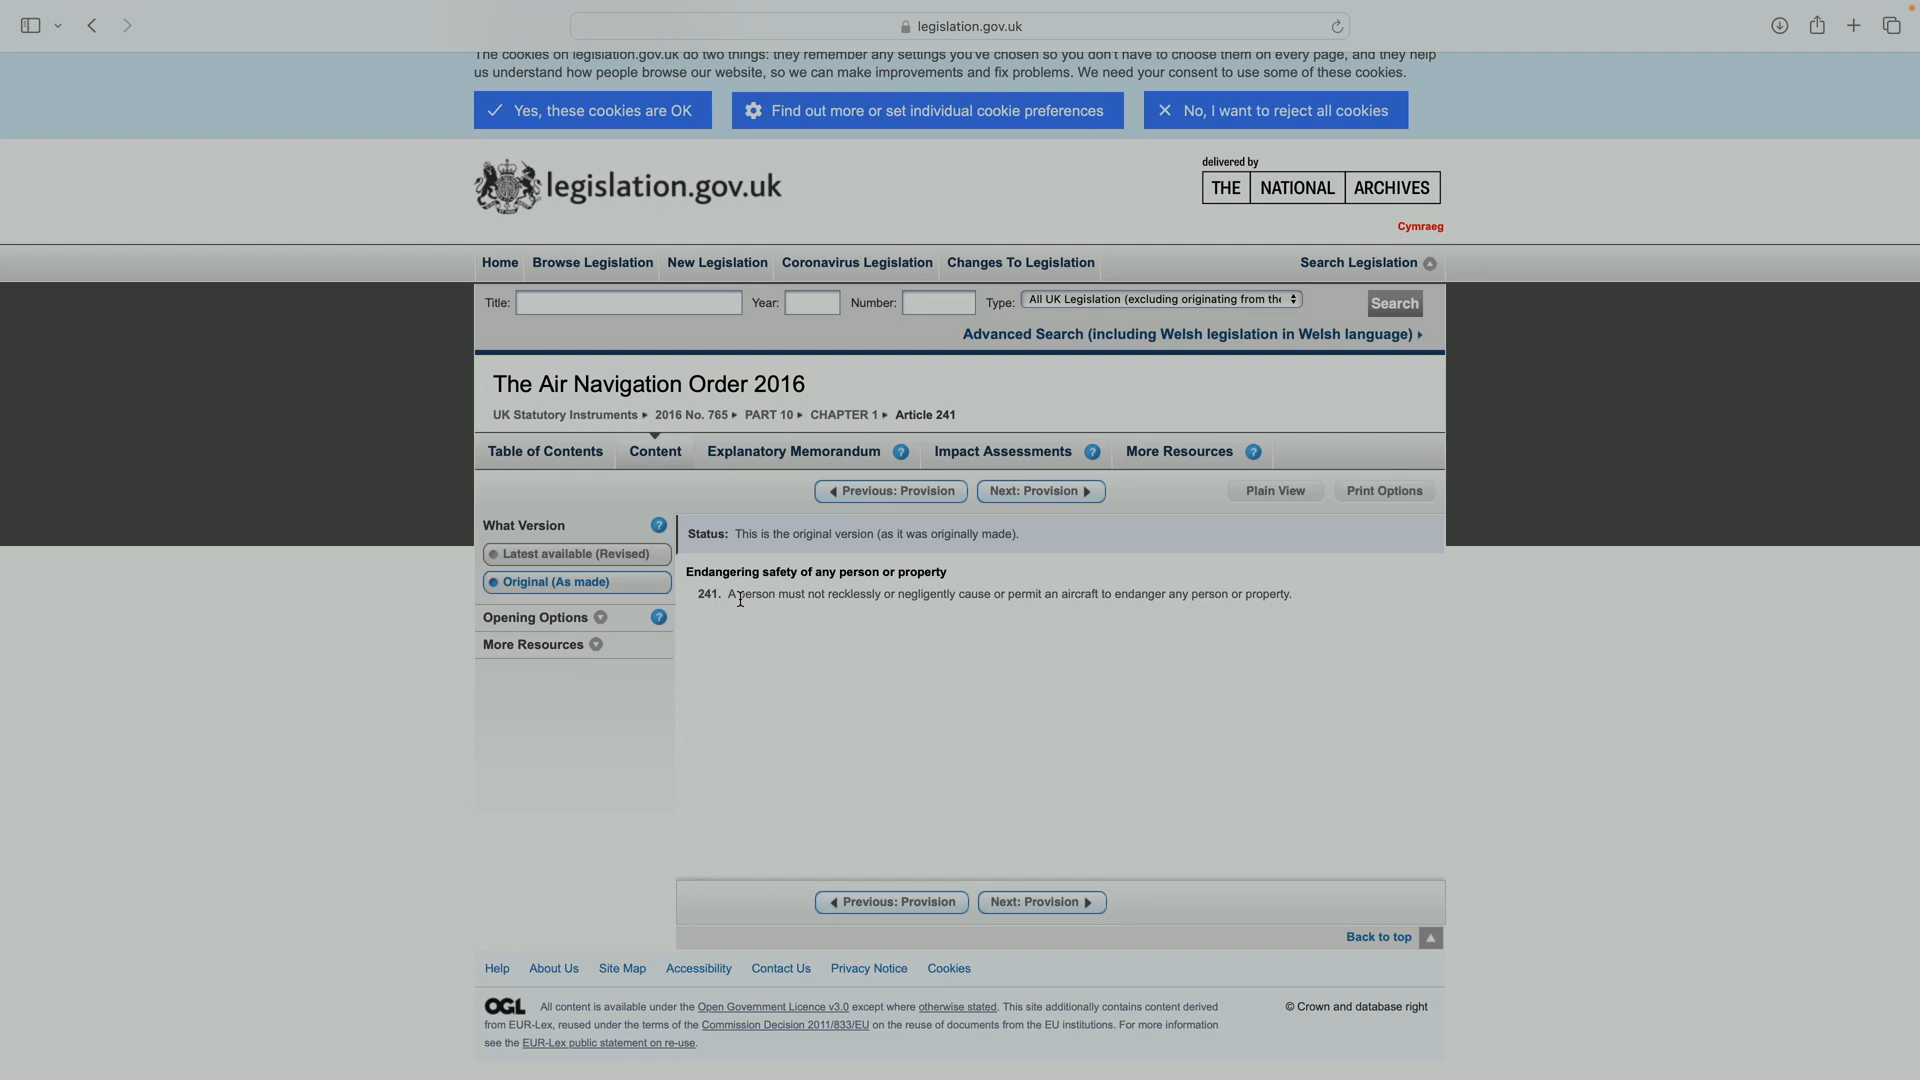 legislation.gov.uk
The cookies on legislation.gov.uk do two things: they remember any settings you've chosen so you don't have to choose them on every page, and they help
us understand how people browse our website, so we can make improvements and fix problems. We need your consent to use some of these cookies.
Yes, these cookies are OK
Find out more or set individual cookie preferences
No, I want to reject all cookies
legislation.gov.uk
delivered by
THE NATIONAL ARCHIVES
Cymraeg
Home Browse Legislation New Legislation Coronavirus Legislation Changes To Legislation Search Legislation
Title: Year: Number: Type: All UK Legislation (excluding originating from the Search
Advanced Search (including Welsh legislation in Welsh language)
The Air Navigation Order 2016
UK Statutory Instruments 2016 No. 765 PART 10 CHAPTER 1 Article 241
Table of Contents Content Explanatory Memorandum ? Impact Assessments ? More Resources ?
Previous: Provision Next: Provision Plain View Print Options
What Version ?
Latest available (Revised)
Original (As made)
Opening Options ?
More Resources
Status: This is the original version (as it was originally made).
Endangering safety of any person or property
241. A person must not recklessly or negligently cause or permit an aircraft to endanger any person or property.
Previous: Provision Next: Provision
Back to top
Help About Us Site Map Accessibility Contact Us Privacy Notice Cookies
OGL All content is available under the Open Government Licence v3.0 except where otherwise stated. This site additionally contains content derived
from EUR-Lex, reused under the terms of the Commission Decision 2011/833/EU on the reuse of documents from the EU institutions. For more information
see the EUR-Lex public statement on re-use.
© Crown and database right